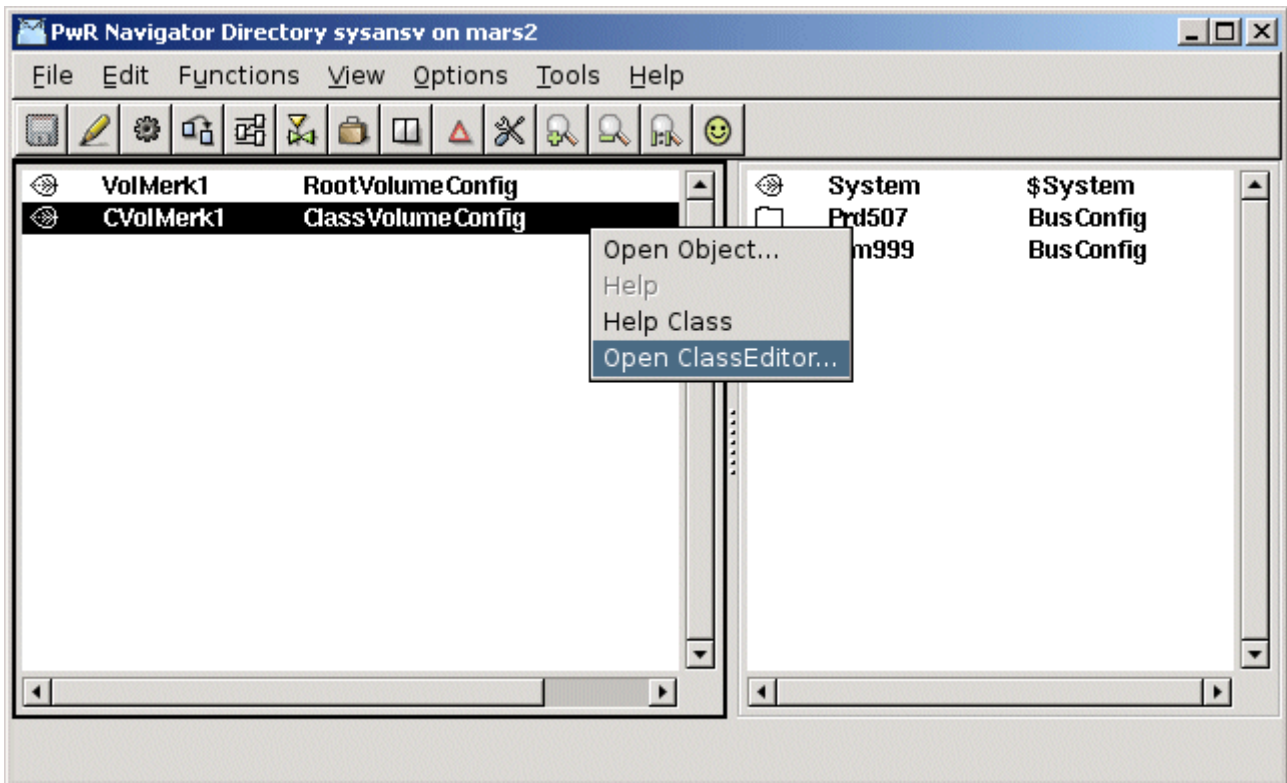 PwR Navigator Directory sysansv on mars2
File Edit Functions View Options Tools Help
VolMerk1 RootVolumeConfig
CVolMerk1 ClassVolumeConfig
System $System
Prd507 BusConfig
m999 BusConfig
Open Object...
Help
Help Class
Open ClassEditor...